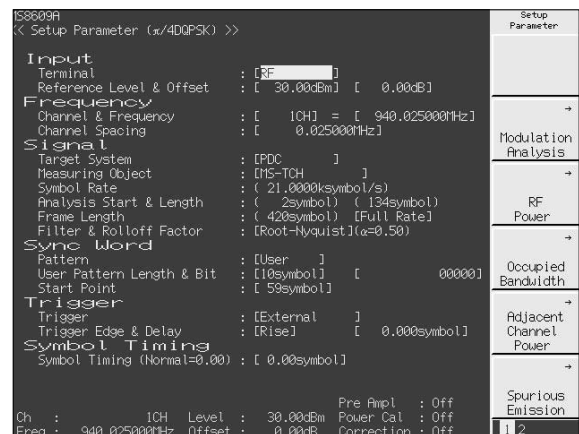 MS8609A
<< Setup Parameter (π/4DQPSK) >>
Input
Terminal : [RF ]
Reference Level & Offset : [ 30.00dBm] [ 0.00dB]
Frequency
Channel & Frequency : [ 1CH] = [ 940.025000MHz]
Channel Spacing : [ 0.025000MHz]
Signal
Target System : [PDC ]
Measuring Object : [MS-TCH ]
Symbol Rate : ( 21.0000ksymbol/s)
Analysis Start & Length : ( 2symbol) ( 134symbol)
Frame Length : ( 420symbol) [Full Rate]
Filter & Rolloff Factor : [Root-Nyquist](α=0.50)
Sync Word
Pattern : [User ]
User Pattern Length & Bit : [10symbol] [ 00000]
Start Point : [ 59symbol]
Trigger
Trigger : [External ]
Trigger Edge & Delay : [Rise] [ 0.000symbol]
Symbol Timing
Symbol Timing (Normal=0.00) : [ 0.00symbol]
Pre Ampl : Off
Ch : 1CH Level : 30.00dBm Power Cal : Off
Freq : 940.025000MHz Offset : 0.00dB Correction : Off
Setup
Parameter
→
Modulation
Analysis
→
RF
Power
→
Occupied
Bandwidth
→
Adjacent
Channel
Power
→
Spurious
Emission
1 2